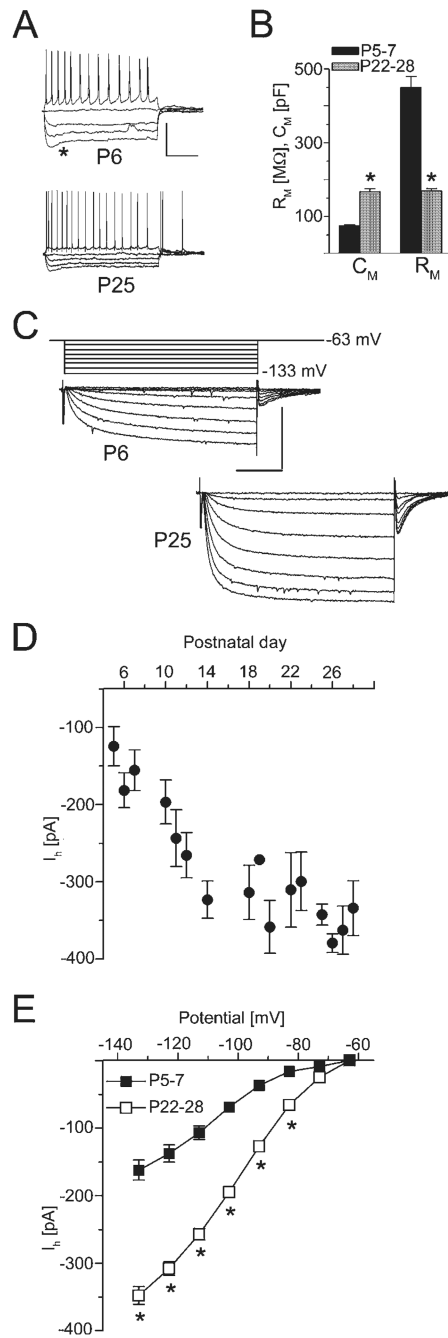 A
P6
*
P25
B
P5-7
P22-28
R_M [MΩ], C_M [pF]
500
300
100
*
*
C_M
R_M
C
-63 mV
-133 mV
P6
P25
D
Postnatal day
6 10 14 18 22 26
-100
-200
-300
-400
I_h [pA]
E
Potential [mV]
-140 -120 -100 -80 -60
P5-7
P22-28
-100
-200
-300
-400
I_h [pA]
*
*
*
*
*
*